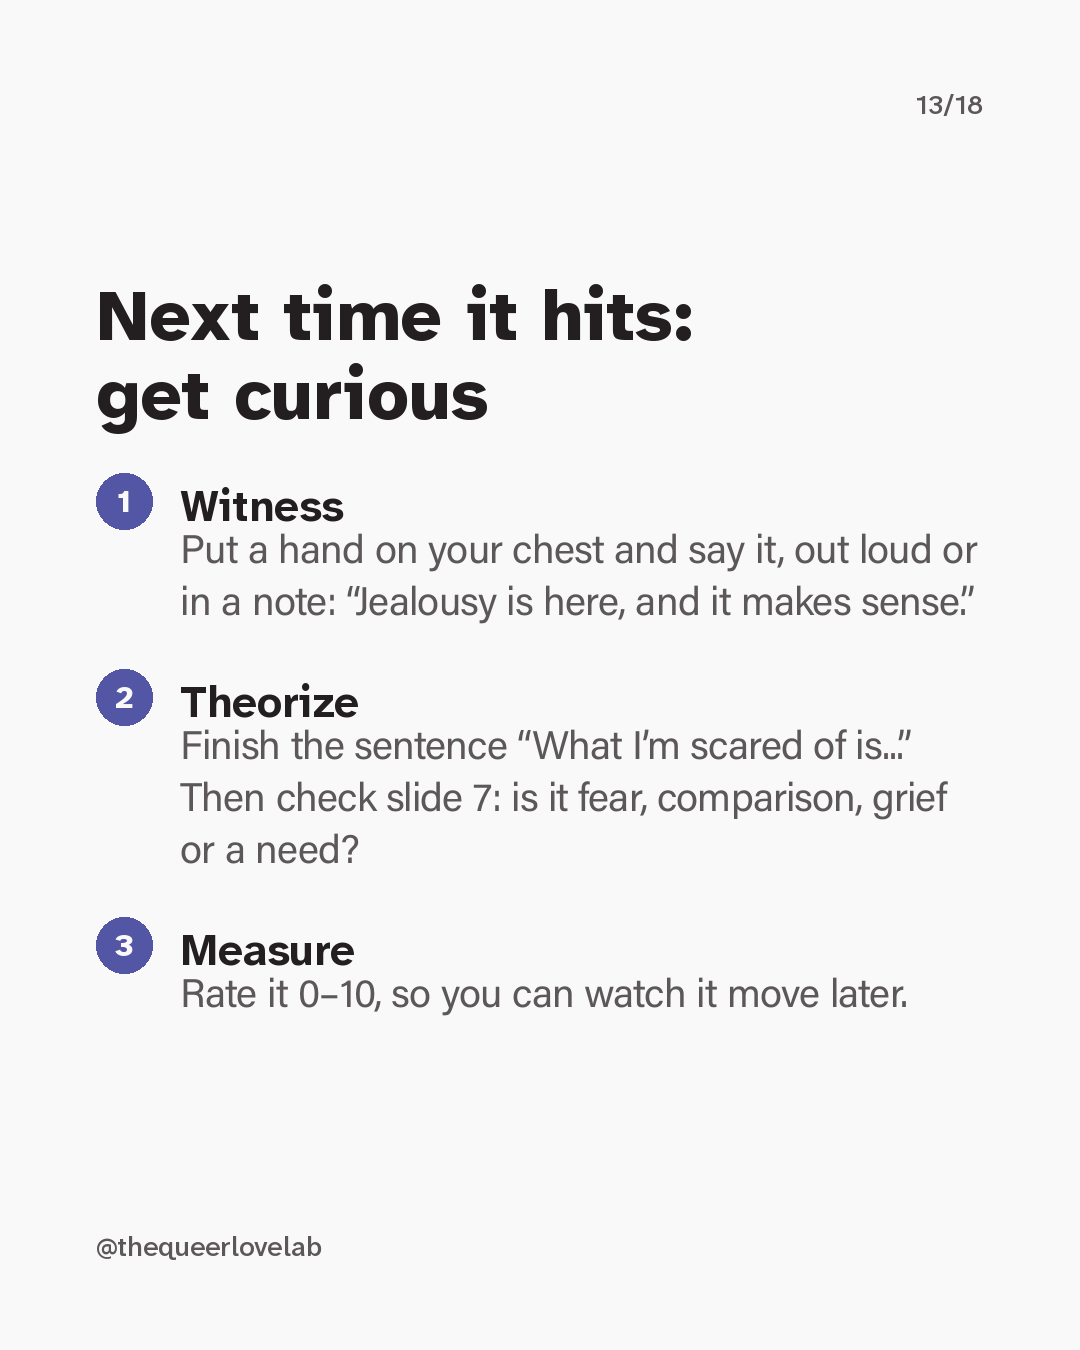 13/18
Next time it hits:
get curious
1
Witness
Put a hand on your chest and say it, out loud or
in a note: “Jealousy is here, and it makes sense.”
2
Theorize
Finish the sentence “What I’m scared of is...”
Then check slide 7: is it fear, comparison, grief
or a need?
3
Measure
Rate it 0–10, so you can watch it move later.
@thequeerlovelab